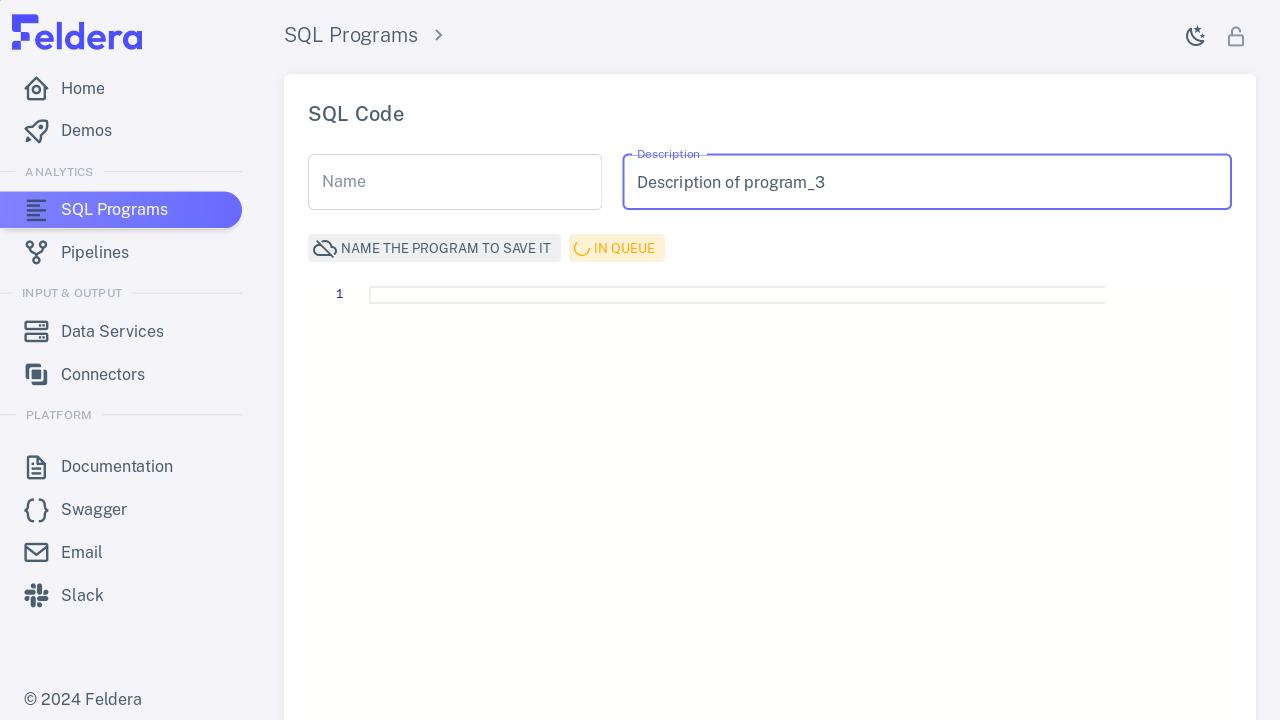 Feldera
Home
Demos
ANALYTICS
SQL Programs
Pipelines
INPUT & OUTPUT
Data Services
Connectors
PLATFORM
Documentation
Swagger
Email
Slack
© 2024 Feldera
SQL Programs
SQL Code
Name
Description
Description of program_3
NAME THE PROGRAM TO SAVE IT
IN QUEUE
1